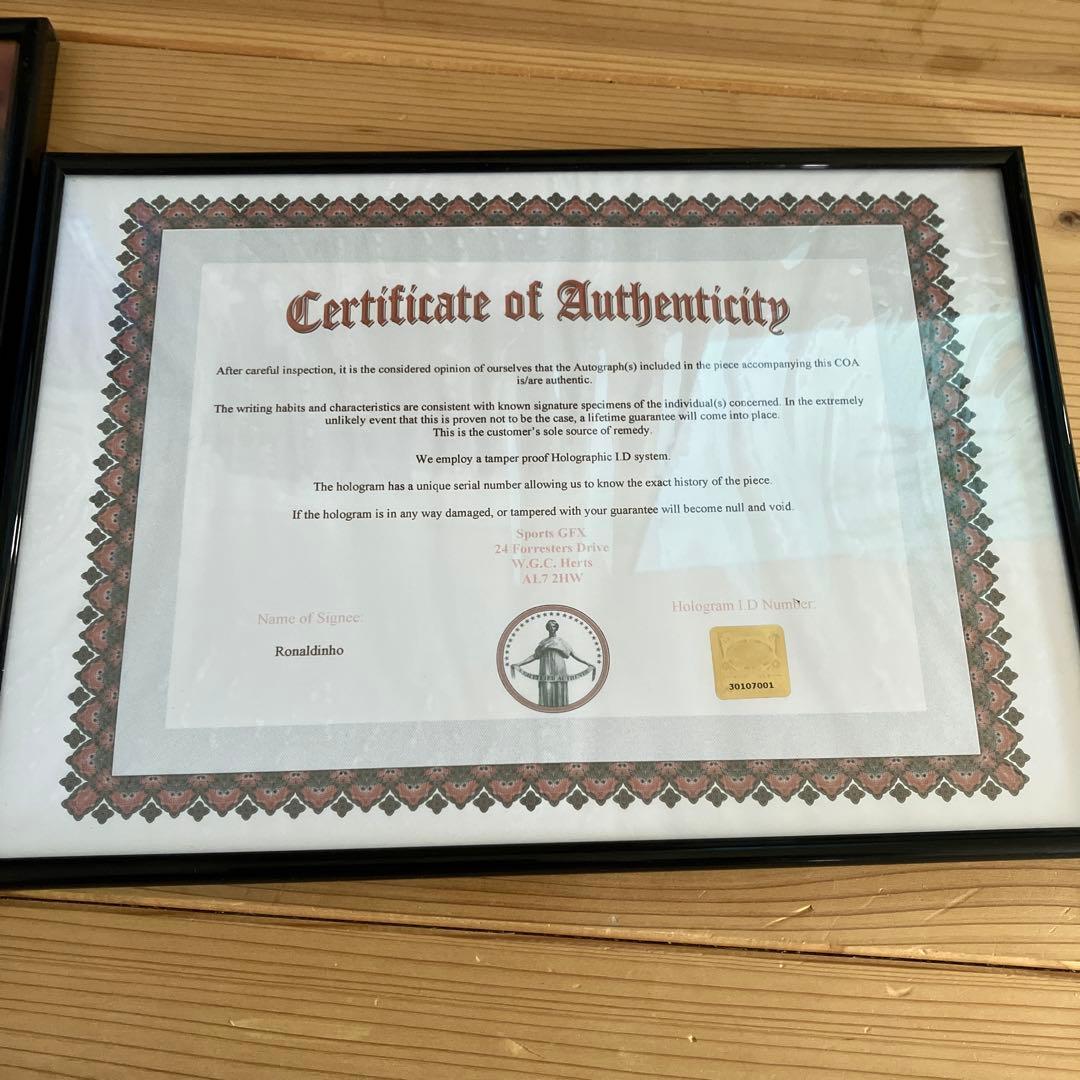 Certificate of Authenticity
After careful inspection, it is the considered opinion of ourselves that the Autograph(s) included in the piece accompanying this COA
is/are authentic.
The writing habits and characteristics are consistent with known signature specimens of the individual(s) concerned. In the extremely
unlikely event that this is proven not to be the case, a lifetime guarantee will come into place.
This is the customer's sole source of remedy.
We employ a tamper proof Holographic I.D system.
The hologram has a unique serial number allowing us to know the exact history of the piece.
If the hologram is in any way damaged, or tampered with your guarantee will become null and void.
Sports GFX
24 Forresters Drive
W.G.C. Herts
AL7 2HW
Name of Signee:
Ronaldinho
CERTIFIED AUTHENTIC
Hologram I.D Number:
30107001